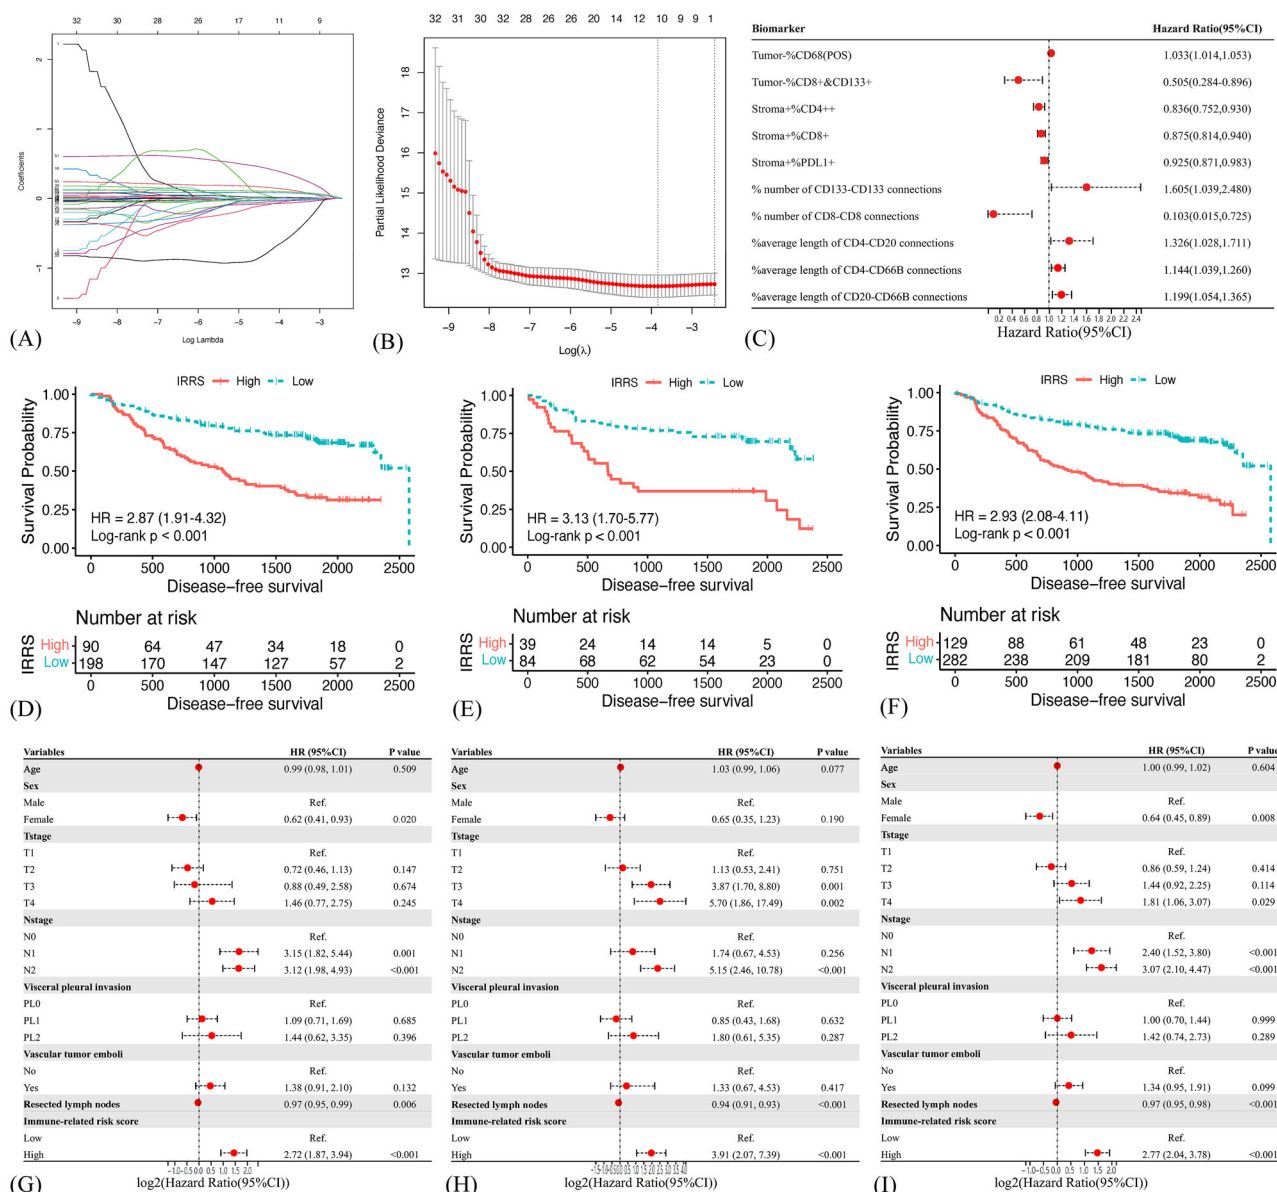 32 30 28 26 17 11 9
2
1
0
−1
Coefficients
−9 −8 −7 −6 −5 −4 −3
Log Lambda
(A)
32 31 30 32 28 26 26 20 14 12 10 9 9 1
18
17
16
15
14
13
Partial Likelihood Deviance
−9 −8 −7 −6 −5 −4 −3
Log(λ)
(B)
Biomarker Hazard Ratio(95%CI)
Tumor-%CD68(POS) 1.033(1.014,1.053)
Tumor-%CD8+&CD133+ 0.505(0.284-0.896)
Stroma+%CD4++ 0.836(0.752,0.930)
Stroma+%CD8+ 0.875(0.814,0.940)
Stroma+%PDL1+ 0.925(0.871,0.983)
% number of CD133-CD133 connections 1.605(1.039,2.480)
% number of CD8-CD8 connections 0.103(0.015,0.725)
%average length of CD4-CD20 connections 1.326(1.028,1.711)
%average length of CD4-CD66B connections 1.144(1.039,1.260)
%average length of CD20-CD66B connections 1.199(1.054,1.365)
0.2 0.4 0.6 0.8 1.0 1.2 1.4 1.6 1.8 2.0 2.2 2.4
Hazard Ratio(95%CI)
(C)
IRRS High Low
1.00
0.75
0.50
0.25
0.00
Survival Probability
HR = 2.87 (1.91-4.32)
Log-rank p < 0.001
0 500 1000 1500 2000 2500
Disease−free survival
Number at risk
IRRS
High 90 64 47 34 18 0
Low 198 170 147 127 57 2
0 500 1000 1500 2000 2500
Disease−free survival
(D)
IRRS High Low
1.00
0.75
0.50
0.25
0.00
Survival Probability
HR = 3.13 (1.70-5.77)
Log-rank p < 0.001
0 500 1000 1500 2000 2500
Disease−free survival
Number at risk
IRRS
High 39 24 14 14 5 0
Low 84 68 62 54 23 0
0 500 1000 1500 2000 2500
Disease−free survival
(E)
IRRS High Low
1.00
0.75
0.50
0.25
0.00
Survival Probability
HR = 2.93 (2.08-4.11)
Log-rank p < 0.001
0 500 1000 1500 2000 2500
Disease−free survival
Number at risk
IRRS
High 129 88 61 48 23 0
Low 282 238 209 181 80 2
0 500 1000 1500 2000 2500
Disease−free survival
(F)
Variables HR (95%CI) P value
Age 0.99 (0.98, 1.01) 0.509
Sex
Male Ref.
Female 0.62 (0.41, 0.93) 0.020
Tstage
T1 Ref.
T2 0.72 (0.46, 1.13) 0.147
T3 0.88 (0.49, 2.58) 0.674
T4 1.46 (0.77, 2.75) 0.245
Nstage
N0 Ref.
N1 3.15 (1.82, 5.44) 0.001
N2 3.12 (1.98, 4.93) <0.001
Visceral pleural invasion
PL0 Ref.
PL1 1.09 (0.71, 1.69) 0.685
PL2 1.44 (0.62, 3.35) 0.396
Vascular tumor emboli
No Ref.
Yes 1.38 (0.91, 2.10) 0.132
Resected lymph nodes 0.97 (0.95, 0.99) 0.006
Immune-related risk score
Low Ref.
High 2.72 (1.87, 3.94) <0.001
−1.0 −0.5 0.0 0.5 1.0 1.5 2.0
log2(Hazard Ratio(95%CI))
(G)
Variables HR (95%CI) P value
Age 1.03 (0.99, 1.06) 0.077
Sex
Male Ref.
Female 0.65 (0.35, 1.23) 0.190
Tstage
T1 Ref.
T2 1.13 (0.53, 2.41) 0.751
T3 3.87 (1.70, 8.80) 0.001
T4 5.70 (1.86, 17.49) 0.002
Nstage
N0 Ref.
N1 1.74 (0.67, 4.53) 0.256
N2 5.15 (2.46, 10.78) <0.001
Visceral pleural invasion
PL0 Ref.
PL1 0.85 (0.43, 1.68) 0.632
PL2 1.80 (0.61, 5.35) 0.287
Vascular tumor emboli
No Ref.
Yes 1.33 (0.67, 4.53) 0.417
Resected lymph nodes 0.94 (0.91, 0.93) <0.001
Immune-related risk score
Low Ref.
High 3.91 (2.07, 7.39) <0.001
log2(Hazard Ratio(95%CI))
(H)
Variables HR (95%CI) P value
Age 1.00 (0.99, 1.02) 0.604
Sex
Male Ref.
Female 0.64 (0.45, 0.89) 0.008
Tstage
T1 Ref.
T2 0.86 (0.59, 1.24) 0.414
T3 1.44 (0.92, 2.25) 0.114
T4 1.81 (1.06, 3.07) 0.029
Nstage
N0 Ref.
N1 2.40 (1.52, 3.80) <0.001
N2 3.07 (2.10, 4.47) <0.001
Visceral pleural invasion
PL0 Ref.
PL1 1.00 (0.70, 1.44) 0.999
PL2 1.42 (0.74, 2.73) 0.289
Vascular tumor emboli
No Ref.
Yes 1.34 (0.95, 1.91) 0.099
Resected lymph nodes 0.97 (0.95, 0.98) <0.001
Immune-related risk score
Low Ref.
High 2.77 (2.04, 3.78) <0.001
−1.0 −0.5 0.0 0.5 1.0 1.5 2.0
log2(Hazard Ratio(95%CI))
(I)